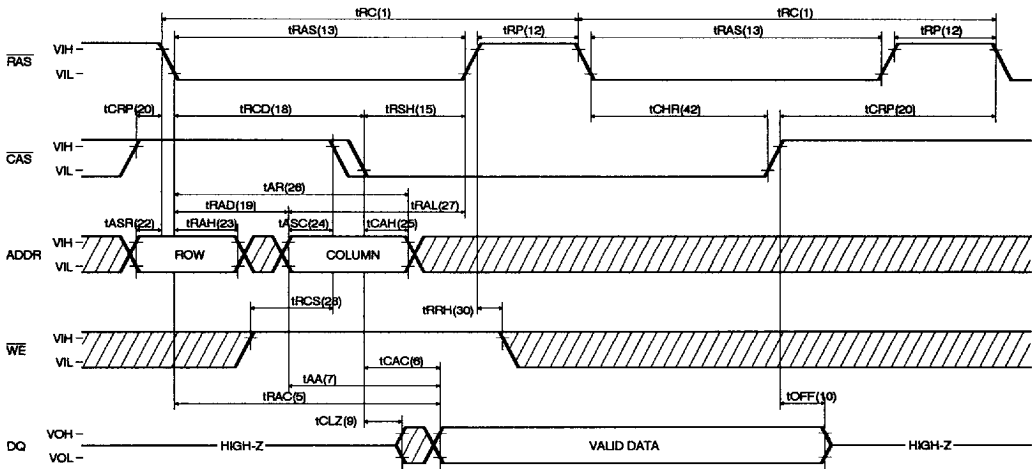 tRC(1) tRC(1)
tRAS(13) tRP(12) tRAS(13) tRP(12)
RAS VIH
VIL
tCRP(20) tRCD(18) tRSH(15) tCHR(42) tCRP(20)
CAS VIH
VIL
tAR(26)
tRAD(19) tRAL(27)
tASR(22) tRAH(23) tASC(24) tCAH(25)
ADDR VIH ROW COLUMN
VIL
tRCS(28) tRRH(30)
WE VIH
VIL
tCAC(6)
tAA(7)
tRAC(5)
tCLZ(9) tOFF(10)
DQ VOH HIGH-Z VALID DATA HIGH-Z
VOL